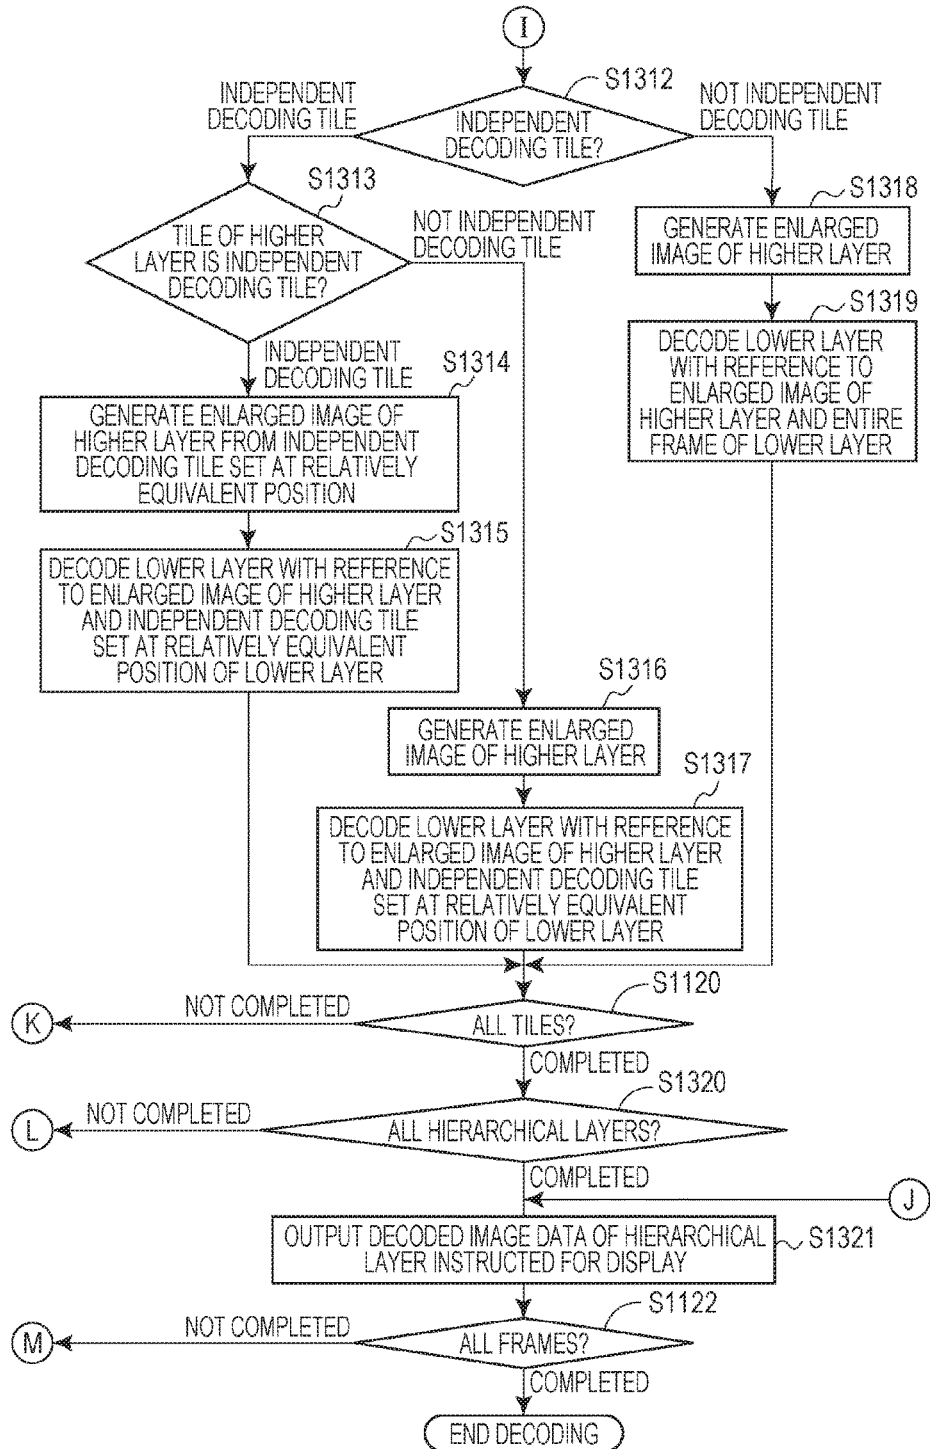 I
S1312
INDEPENDENT
DECODING TILE
INDEPENDENT
DECODING TILE?
NOT INDEPENDENT
DECODING TILE
S1313
TILE OF HIGHER
LAYER IS INDEPENDENT
DECODING TILE?
NOT INDEPENDENT
DECODING TILE
S1318
GENERATE ENLARGED
IMAGE OF HIGHER LAYER
S1319
DECODE LOWER LAYER
WITH REFERENCE TO
ENLARGED IMAGE OF
HIGHER LAYER AND ENTIRE
FRAME OF LOWER LAYER
INDEPENDENT
DECODING TILE
S1314
GENERATE ENLARGED IMAGE OF
HIGHER LAYER FROM INDEPENDENT
DECODING TILE SET AT RELATIVELY
EQUIVALENT POSITION
S1315
DECODE LOWER LAYER WITH REFERENCE
TO ENLARGED IMAGE OF HIGHER LAYER
AND INDEPENDENT DECODING TILE
SET AT RELATIVELY EQUIVALENT
POSITION OF LOWER LAYER
S1316
GENERATE ENLARGED
IMAGE OF HIGHER LAYER
S1317
DECODE LOWER LAYER WITH REFERENCE
TO ENLARGED IMAGE OF HIGHER LAYER
AND INDEPENDENT DECODING TILE
SET AT RELATIVELY EQUIVALENT
POSITION OF LOWER LAYER
S1120
K
NOT COMPLETED
ALL TILES?
COMPLETED
S1320
L
NOT COMPLETED
ALL HIERARCHICAL LAYERS?
COMPLETED
J
OUTPUT DECODED IMAGE DATA OF HIERARCHICAL
LAYER INSTRUCTED FOR DISPLAY
S1321
S1122
M
NOT COMPLETED
ALL FRAMES?
COMPLETED
END DECODING